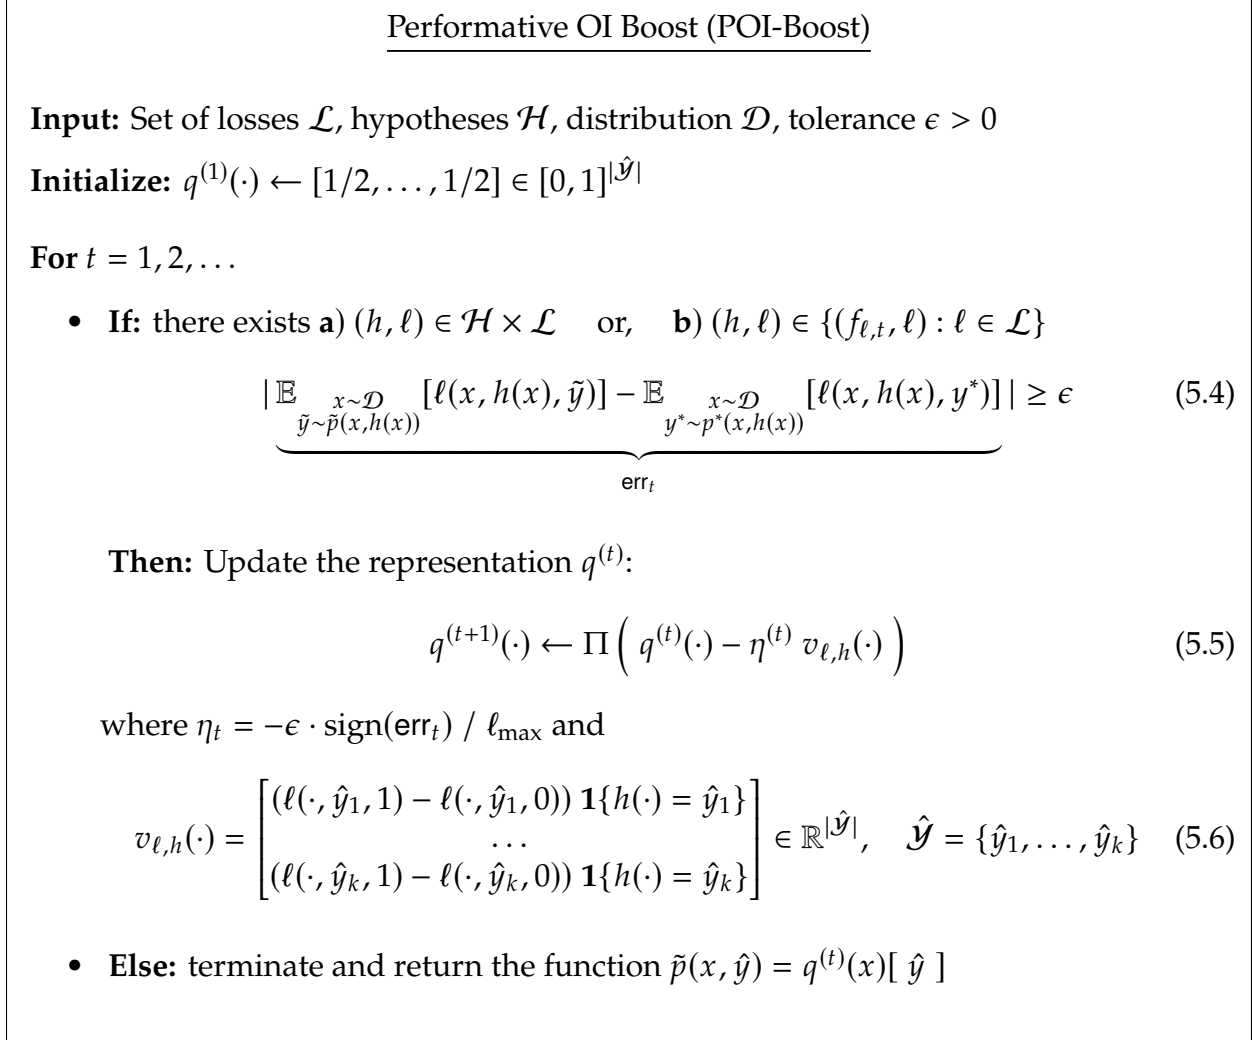 Performative OI Boost (POI-Boost)
Input: Set of losses ℒ, hypotheses ℋ, distribution 𝒟, tolerance ϵ > 0
Initialize: q^{(1)}(·) ← [1/2, . . . , 1/2] ∈ [0, 1]^{|𝒴̂|}
For t = 1, 2, . . .
• If: there exists a) (h, ℓ) ∈ ℋ × ℒ or, b) (h, ℓ) ∈ {(f_{ℓ,t}, ℓ) : ℓ ∈ ℒ}
| 𝔼_{x∼𝒟, ỹ∼p̃(x,h(x))} [ℓ(x, h(x), ỹ)] − 𝔼_{x∼𝒟, y*∼p*(x,h(x))} [ℓ(x, h(x), y*)] | ≥ ϵ (5.4)
err_t
Then: Update the representation q^{(t)}:
q^{(t+1)}(·) ← Π ( q^{(t)}(·) − η^{(t)} v_{ℓ,h}(·) ) (5.5)
where η_t = −ϵ · sign(err_t) / ℓ_{max} and
v_{ℓ,h}(·) = [ (ℓ(·, ŷ_1, 1) − ℓ(·, ŷ_1, 0)) 1{h(·) = ŷ_1} . . . (ℓ(·, ŷ_k, 1) − ℓ(·, ŷ_k, 0)) 1{h(·) = ŷ_k} ] ∈ ℝ^{|𝒴̂|}, 𝒴̂ = {ŷ_1, . . . , ŷ_k} (5.6)
• Else: terminate and return the function p̃(x, ŷ) = q^{(t)}(x)[ ŷ ]